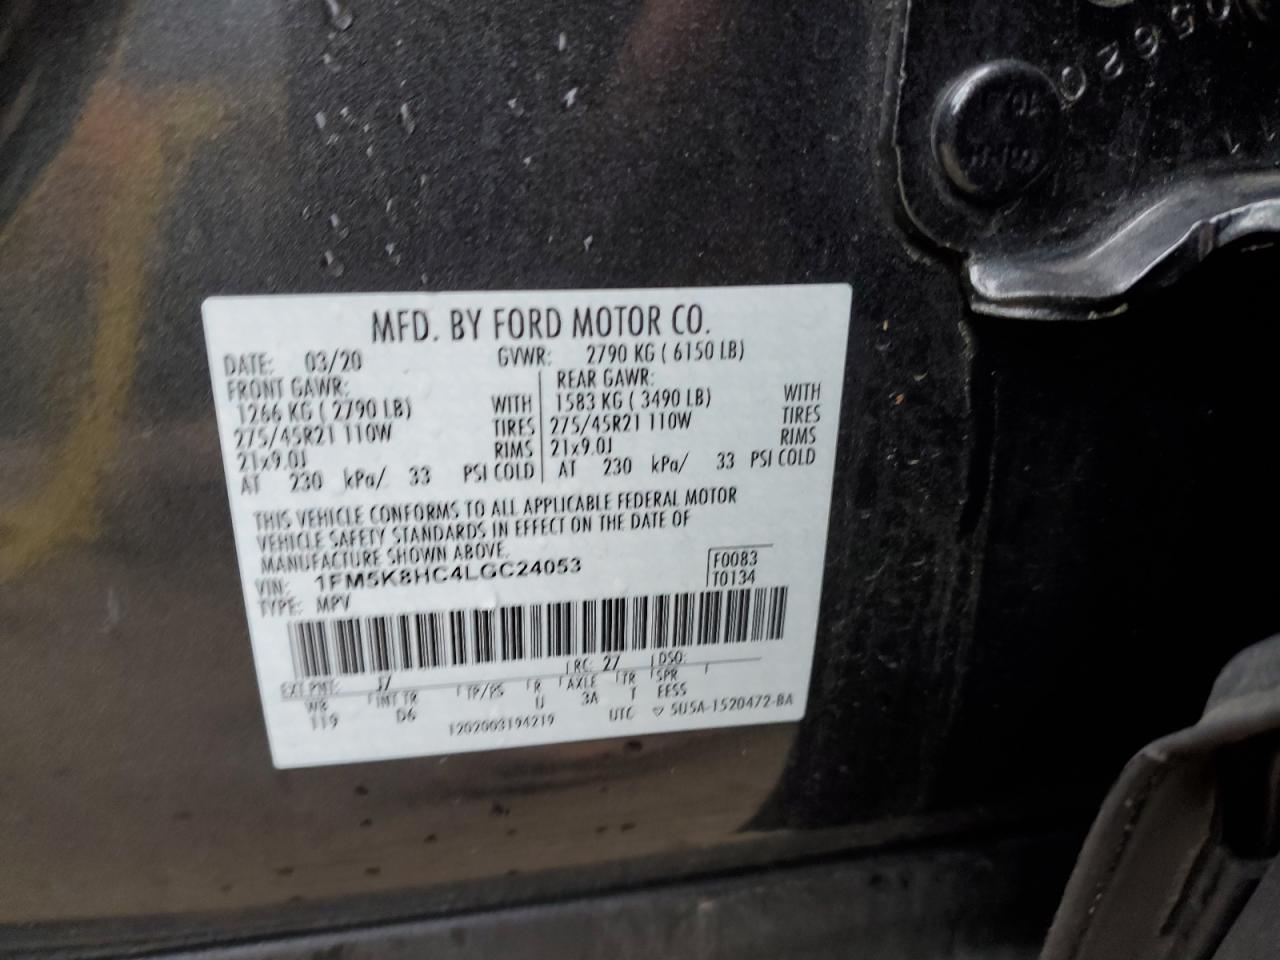 05620
MFD. BY FORD MOTOR CO.
DATE: 03/20 GVWR: 2790 KG ( 6150 LB)
FRONT GAWR: REAR GAWR:
1266 KG ( 2790 LB) WITH 1583 KG ( 3490 LB) WITH
275/45R21 110W TIRES 275/45R21 110W TIRES
21x9.0J RIMS 21x9.0J RIMS
AT 230 kPa/ 33 PSI COLD AT 230 kPa/ 33 PSI COLD
THIS VEHICLE CONFORMS TO ALL APPLICABLE FEDERAL MOTOR
VEHICLE SAFETY STANDARDS IN EFFECT ON THE DATE OF
MANUFACTURE SHOWN ABOVE.
VIN: 1FM5K8HC4LGC24053 F0083
TYPE: MPV T0134
EXT PNT: J7 RC: 27 DSO:
WB INT TR TP/PS R AXLE TR SPR
119 D6 U 3A T FESS
1202003194219 UTC ▽ 5U5A-1520472-BA